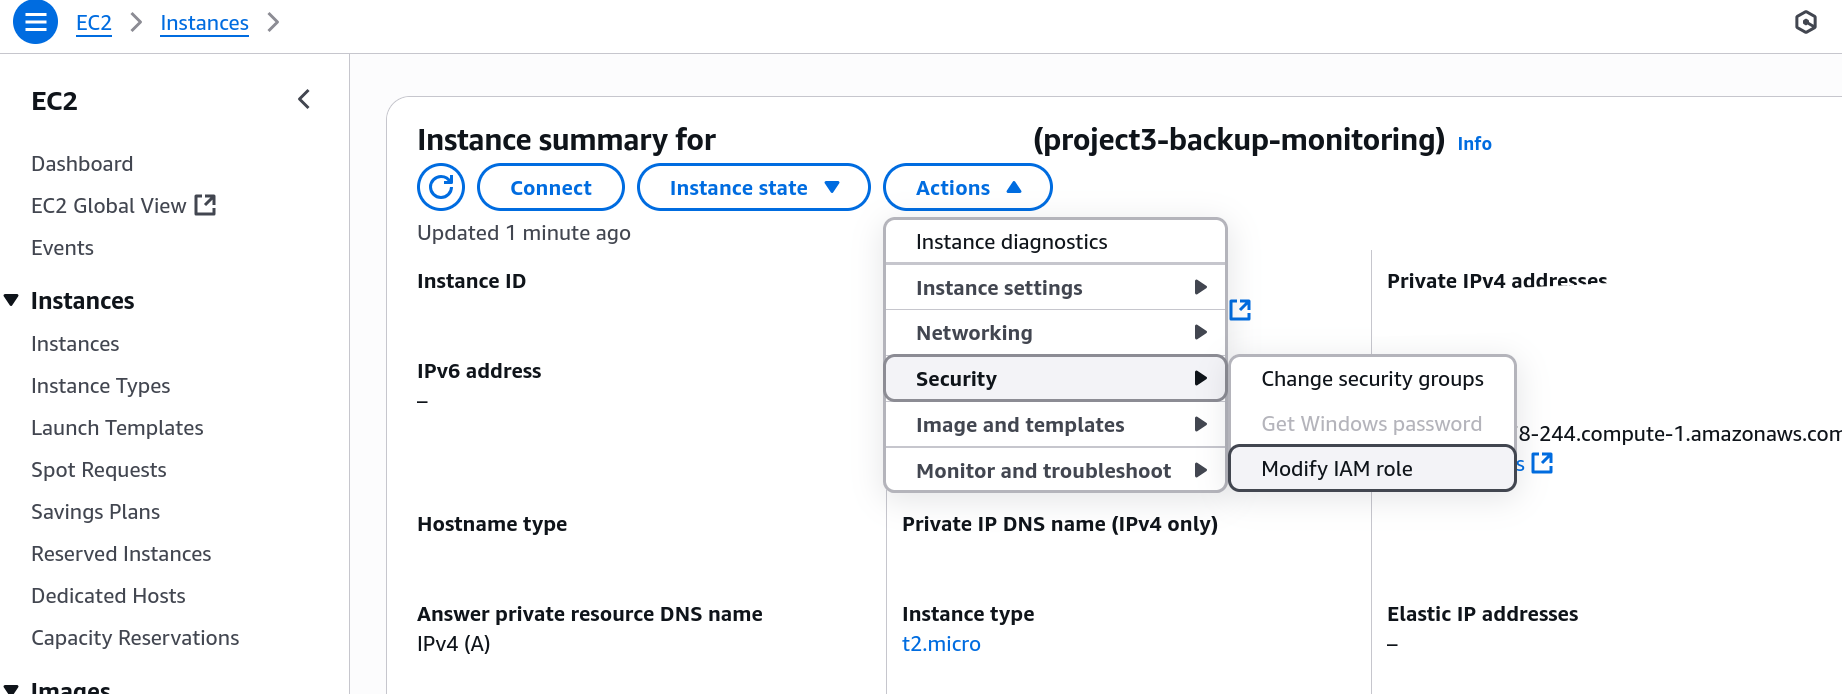 EC2 Instances
EC2
Dashboard
EC2 Global View
Events
Instances
Instances
Instance Types
Launch Templates
Spot Requests
Savings Plans
Reserved Instances
Dedicated Hosts
Capacity Reservations
Images
Instance summary for (project3-backup-monitoring) Info
Connect Instance state Actions
Updated 1 minute ago
Instance diagnostics
Instance settings
Networking
Security
Image and templates
Monitor and troubleshoot
Change security groups
Get Windows password
Modify IAM role
Instance ID
Private IPv4 addresses
IPv6 address
–
8-244.compute-1.amazonaws.com
s
Hostname type
Private IP DNS name (IPv4 only)
Answer private resource DNS name
IPv4 (A)
Instance type
t2.micro
Elastic IP addresses
–